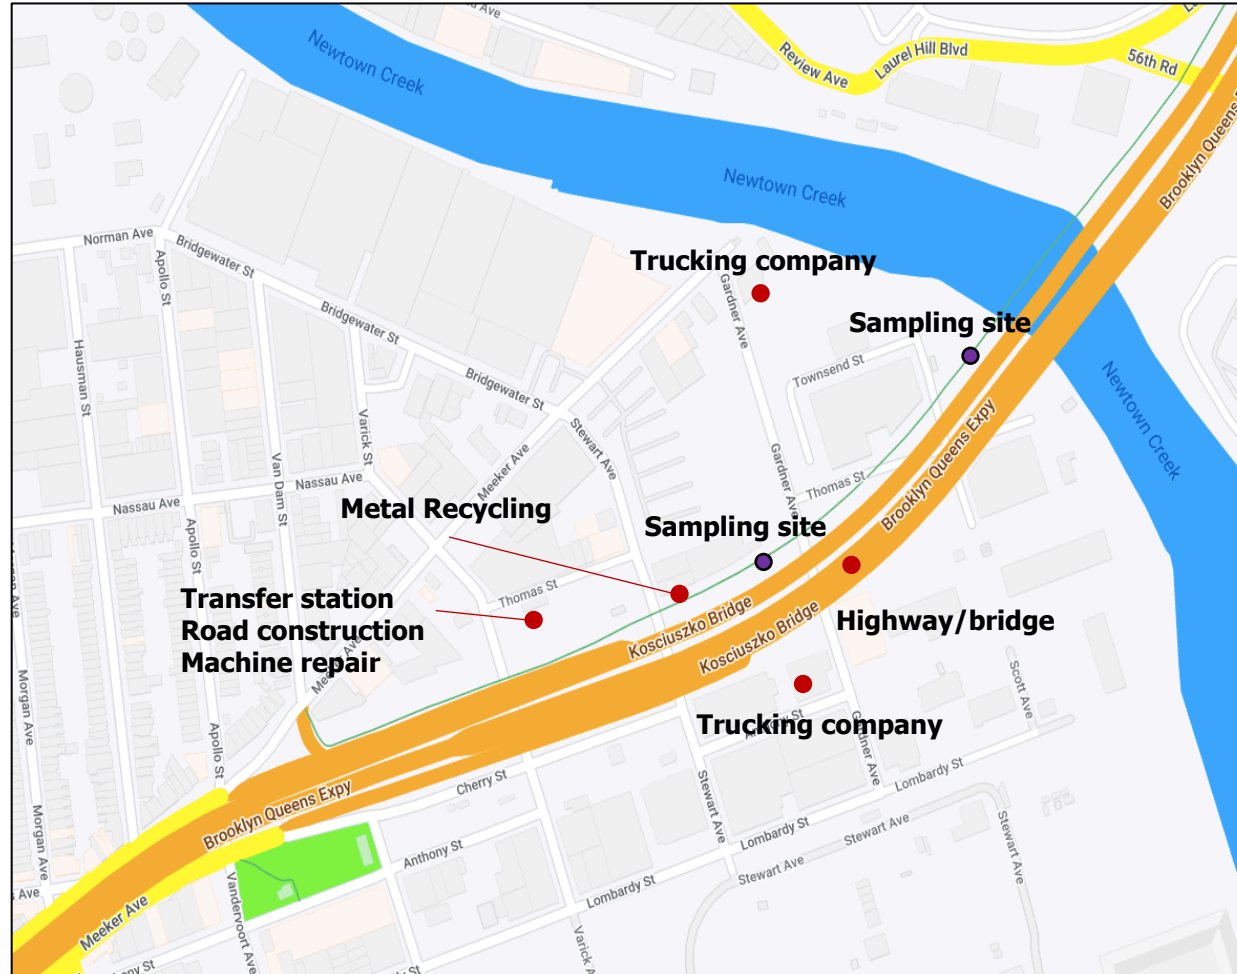 Newtown Creek
Review Ave
Laurel Hill Blvd
56th Rd
Brooklyn Queens
Newtown Creek
Norman Ave
Bridgewater St
Apollo St
Trucking company
Gardner Ave
Bridgewater St
Sampling site
Hausman St
Townsend St
Newtown Creek
Bridgewater St
Varick St
Stewart Ave
Brooklyn Queens Expy
Van Dam St
Meeker Ave
Gardner Ave
Nassau Ave
Thomas St
Nassau Ave
Metal Recycling
Sampling site
Apollo St
Morgan Ave
Thomas St
Transfer station
Road construction
Machine repair
Kosciuszko Bridge
Highway/bridge
Kosciuszko Bridge
Meeker Ave
Morgan Ave
Scott Ave
Trucking company
Gardner Ave
Apollo St
Cherry St
Lombardy St
Stewart Ave
Brooklyn Queens Expy
Morgan Ave
Lombardy St
Stewart Ave
Stewart Ave
Anthony St
Stewart Ave
Lombardy St
Vandervoort Ave
Meeker Ave
Varick A